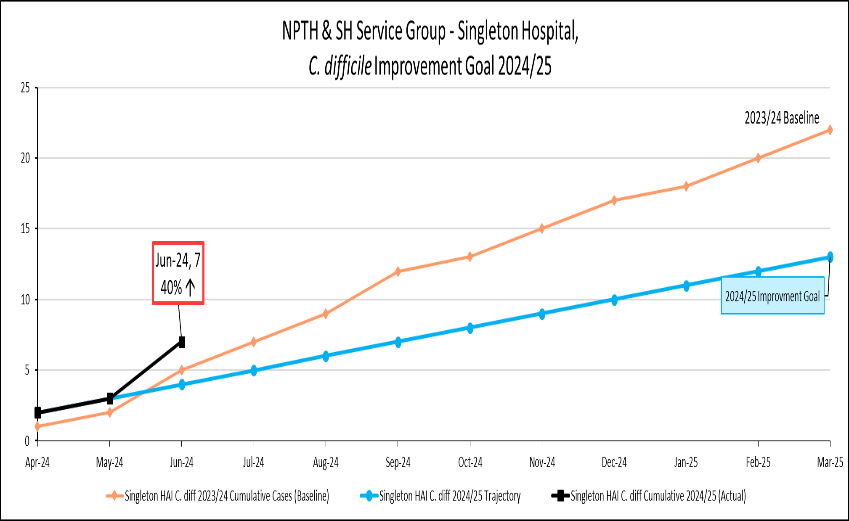 NPTH & SH Service Group - Singleton Hospital,
C. difficile Improvement Goal 2024/25
25
2023/24 Baseline
20
15
Jun-24, 7
40% ↑
10
2024/25 Improvment Goal
5
0
Apr-24 May-24 Jun-24 Jul-24 Aug-24 Sep-24 Oct-24 Nov-24 Dec-24 Jan-25 Feb-25 Mar-25
Singleton HAI C. diff 2023/24 Cumulative Cases (Baseline) Singleton HAI C. diff 2024/25 Trajectory Singleton HAI C. diff Cumulative 2024/25 (Actual)